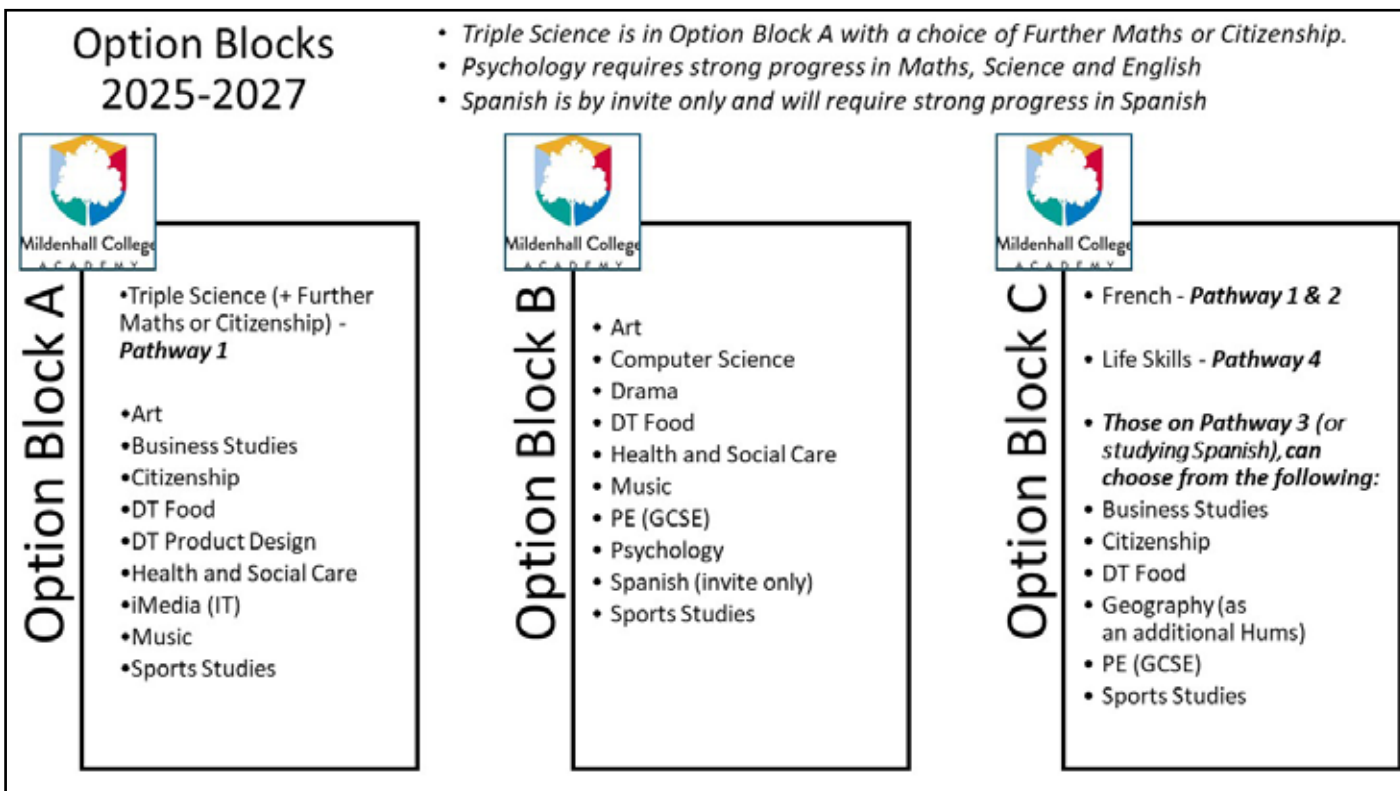 Option Blocks
2025-2027
• Triple Science is in Option Block A with a choice of Further Maths or Citizenship.
• Psychology requires strong progress in Maths, Science and English
• Spanish is by invite only and will require strong progress in Spanish
Mildenhall College
ACADEMY
Option Block A
•Triple Science (+ Further
Maths or Citizenship) -
Pathway 1
•Art
•Business Studies
•Citizenship
•DT Food
•DT Product Design
•Health and Social Care
•iMedia (IT)
•Music
•Sports Studies
Mildenhall College
ACADEMY
Option Block B
• Art
• Computer Science
• Drama
• DT Food
• Health and Social Care
• Music
• PE (GCSE)
• Psychology
• Spanish (invite only)
• Sports Studies
Mildenhall College
ACADEMY
Option Block C
• French - Pathway 1 & 2
• Life Skills - Pathway 4
• Those on Pathway 3 (or
studying Spanish), can
choose from the following:
• Business Studies
• Citizenship
• DT Food
• Geography (as
an additional Hums)
• PE (GCSE)
• Sports Studies